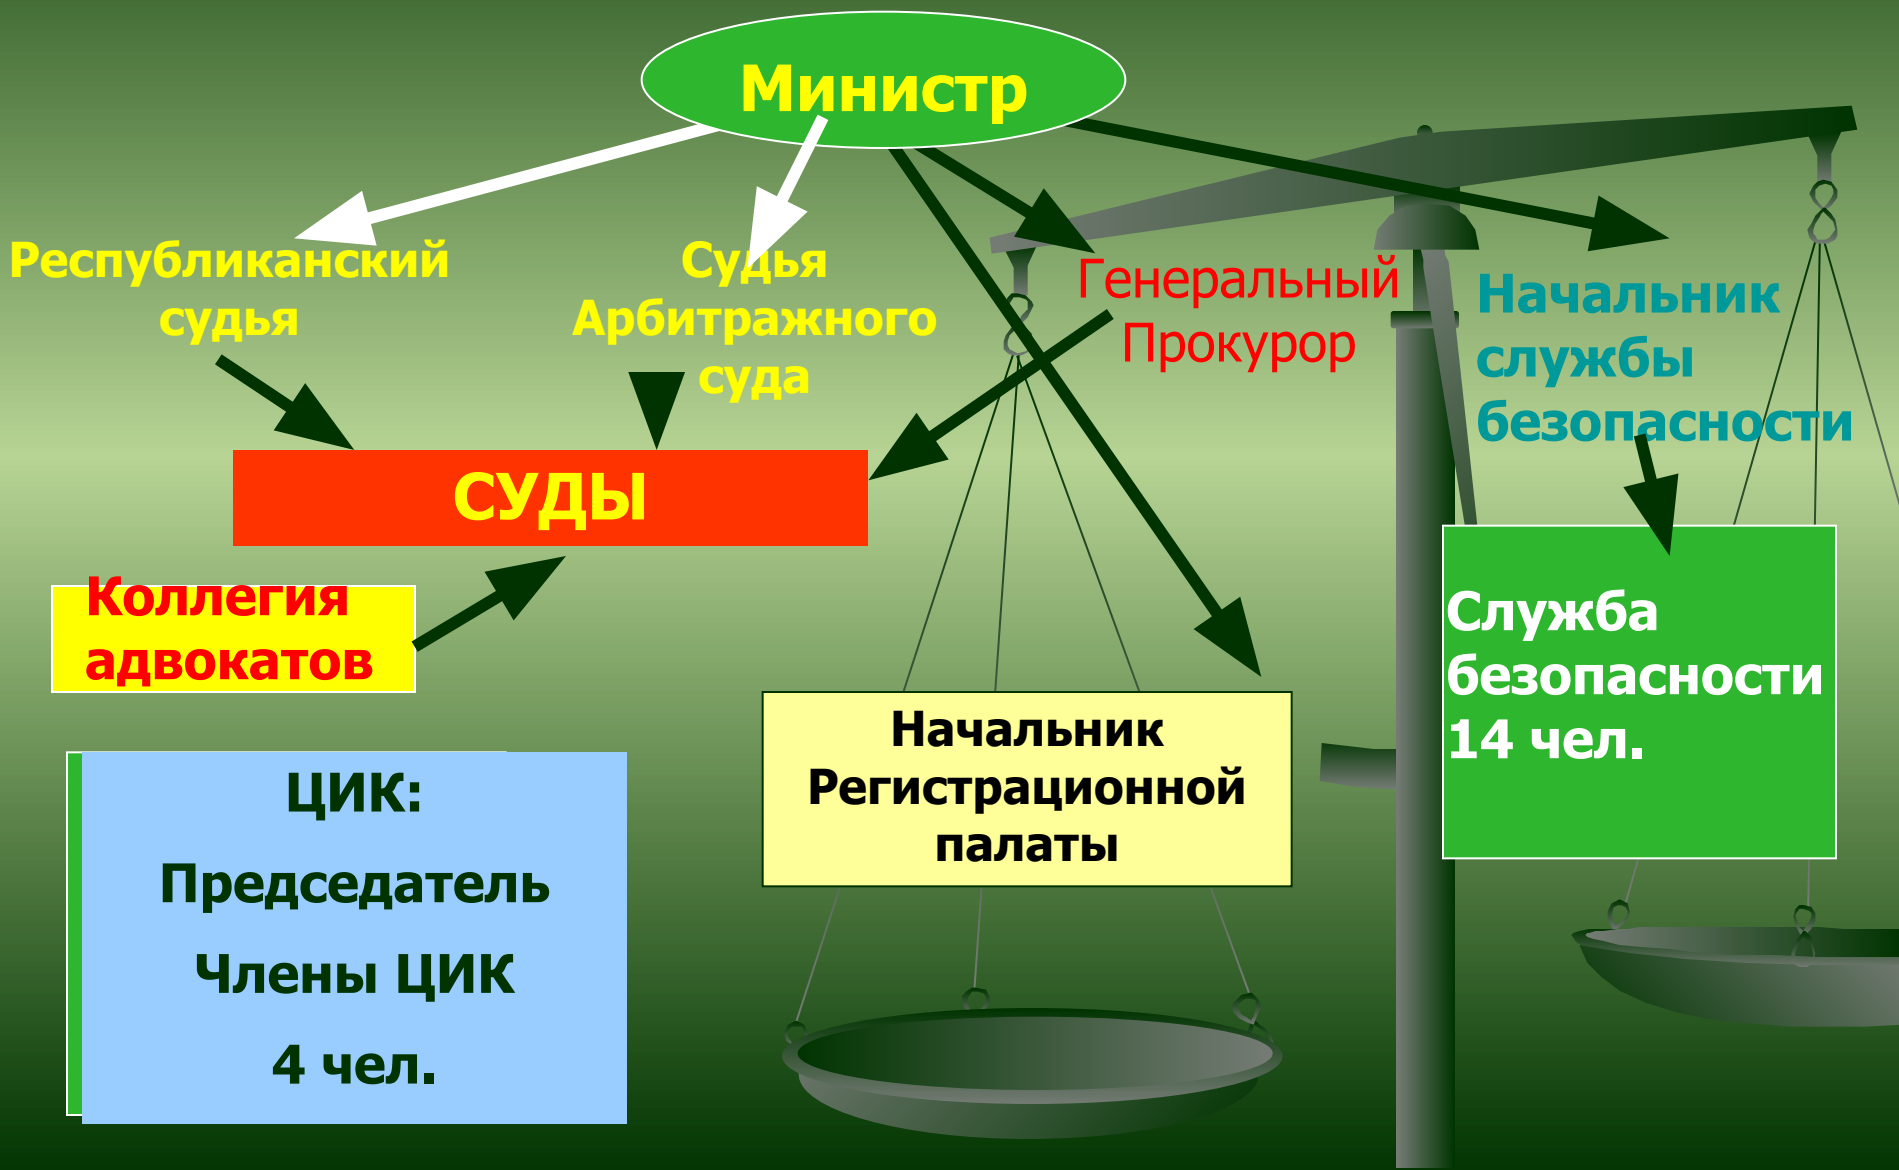 Министр
Республиканский
судья
Судья
Арбитражного
суда
Генеральный
Прокурор
Начальник
службы
безопасности
СУДЫ
Коллегия
адвокатов
Служба
безопасности
14 чел.
Начальник
Регистрационной
палаты
ЦИК:
Председатель
Члены ЦИК
4 чел.